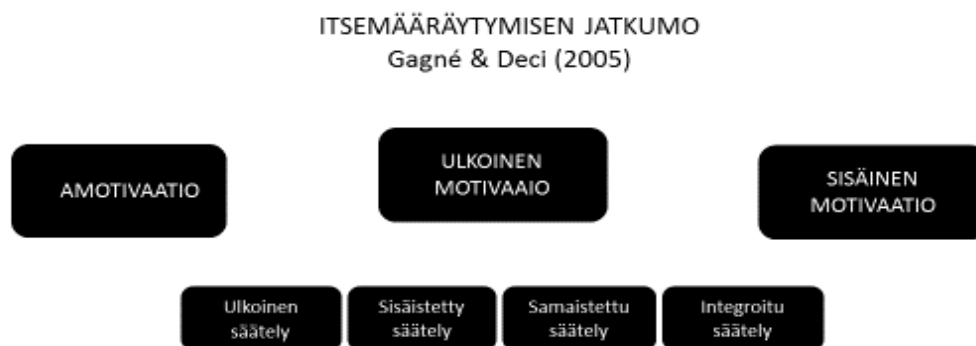 ITSEMÄÄRÄYTYMISEN JATKUMO
Gagné & Deci (2005)
AMOTIVAATIO
ULKOINEN
MOTIVAAIO
SISÄINEN
MOTIVAATIO
Ulkoinen
säätely
Sisäistetty
säätely
Samaistettu
säätely
Integroitu
säätely